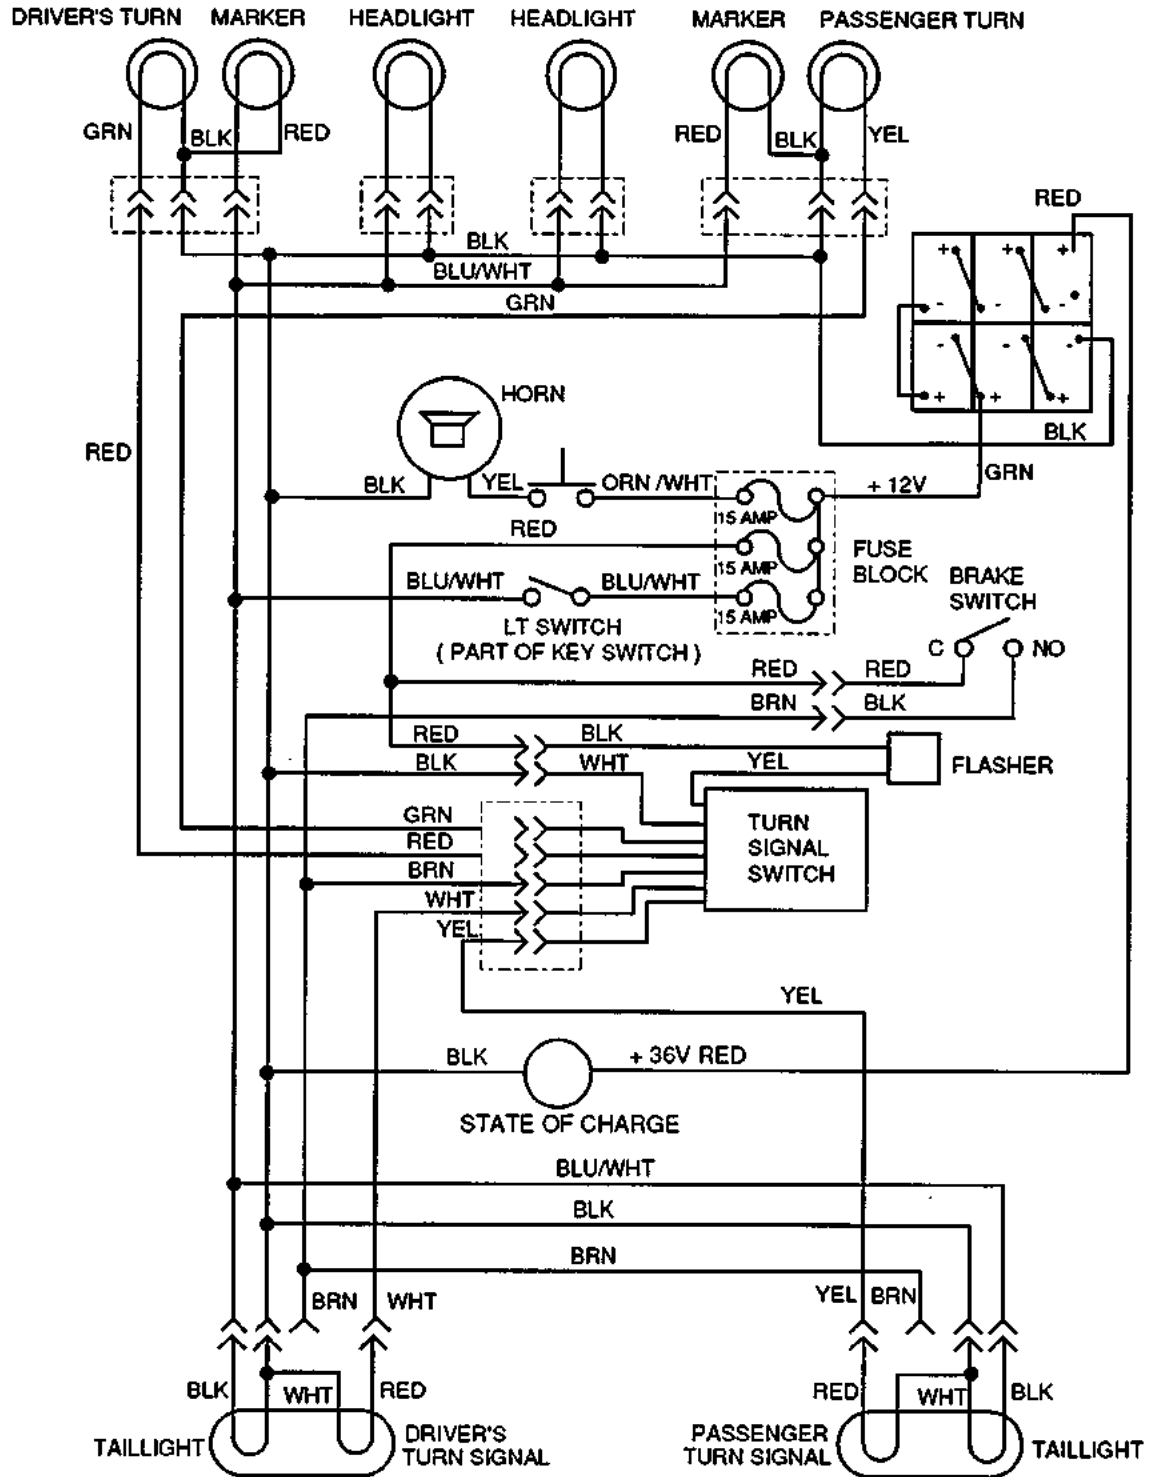 DRIVER'S TURN
MARKER
HEADLIGHT
HEADLIGHT
MARKER
PASSENGER TURN
GRN
BLK
RED
RED
BLK
YEL
RED
BLK
BLU/WHT
GRN
+
+
+
-
-
-
-
-
-
-
+
+
+
HORN
RED
BLK
BLK
YEL
ORN /WHT
+ 12V
GRN
15 AMP
RED
15 AMP
FUSE
BLOCK
BLU/WHT
BLU/WHT
15 AMP
BRAKE
SWITCH
LT SWITCH
( PART OF KEY SWITCH )
C
NO
RED
RED
BRN
BLK
RED
BLK
BLK
WHT
YEL
FLASHER
GRN
RED
BRN
WHT
YEL
TURN
SIGNAL
SWITCH
YEL
BLK
+ 36V RED
STATE OF CHARGE
BLU/WHT
BLK
BRN
BRN
WHT
YEL
BRN
BLK
WHT
RED
RED
WHT
BLK
TAILLIGHT
DRIVER'S
TURN SIGNAL
PASSENGER
TURN SIGNAL
TAILLIGHT